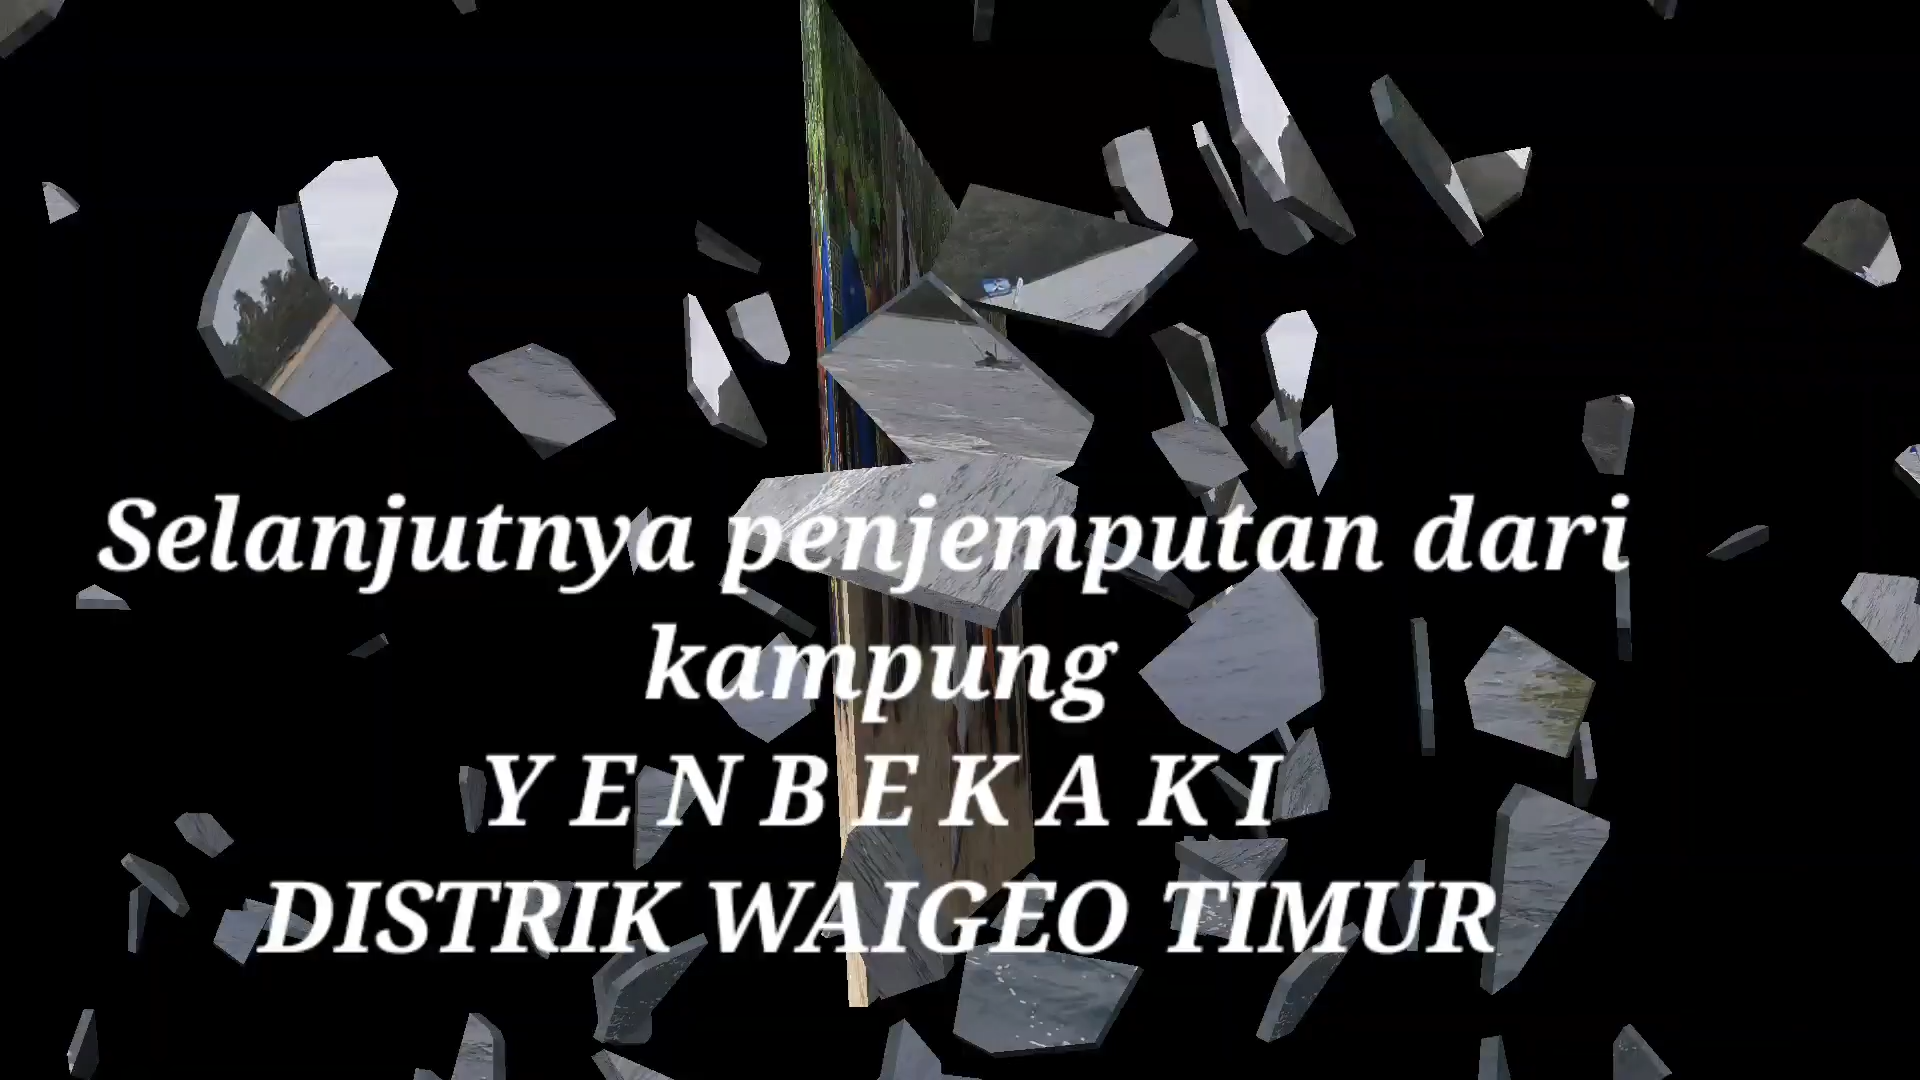 Selanjutnya penjemputan dari
kampung
Y E N B E K A K I
DISTRIK WAIGEO TIMUR